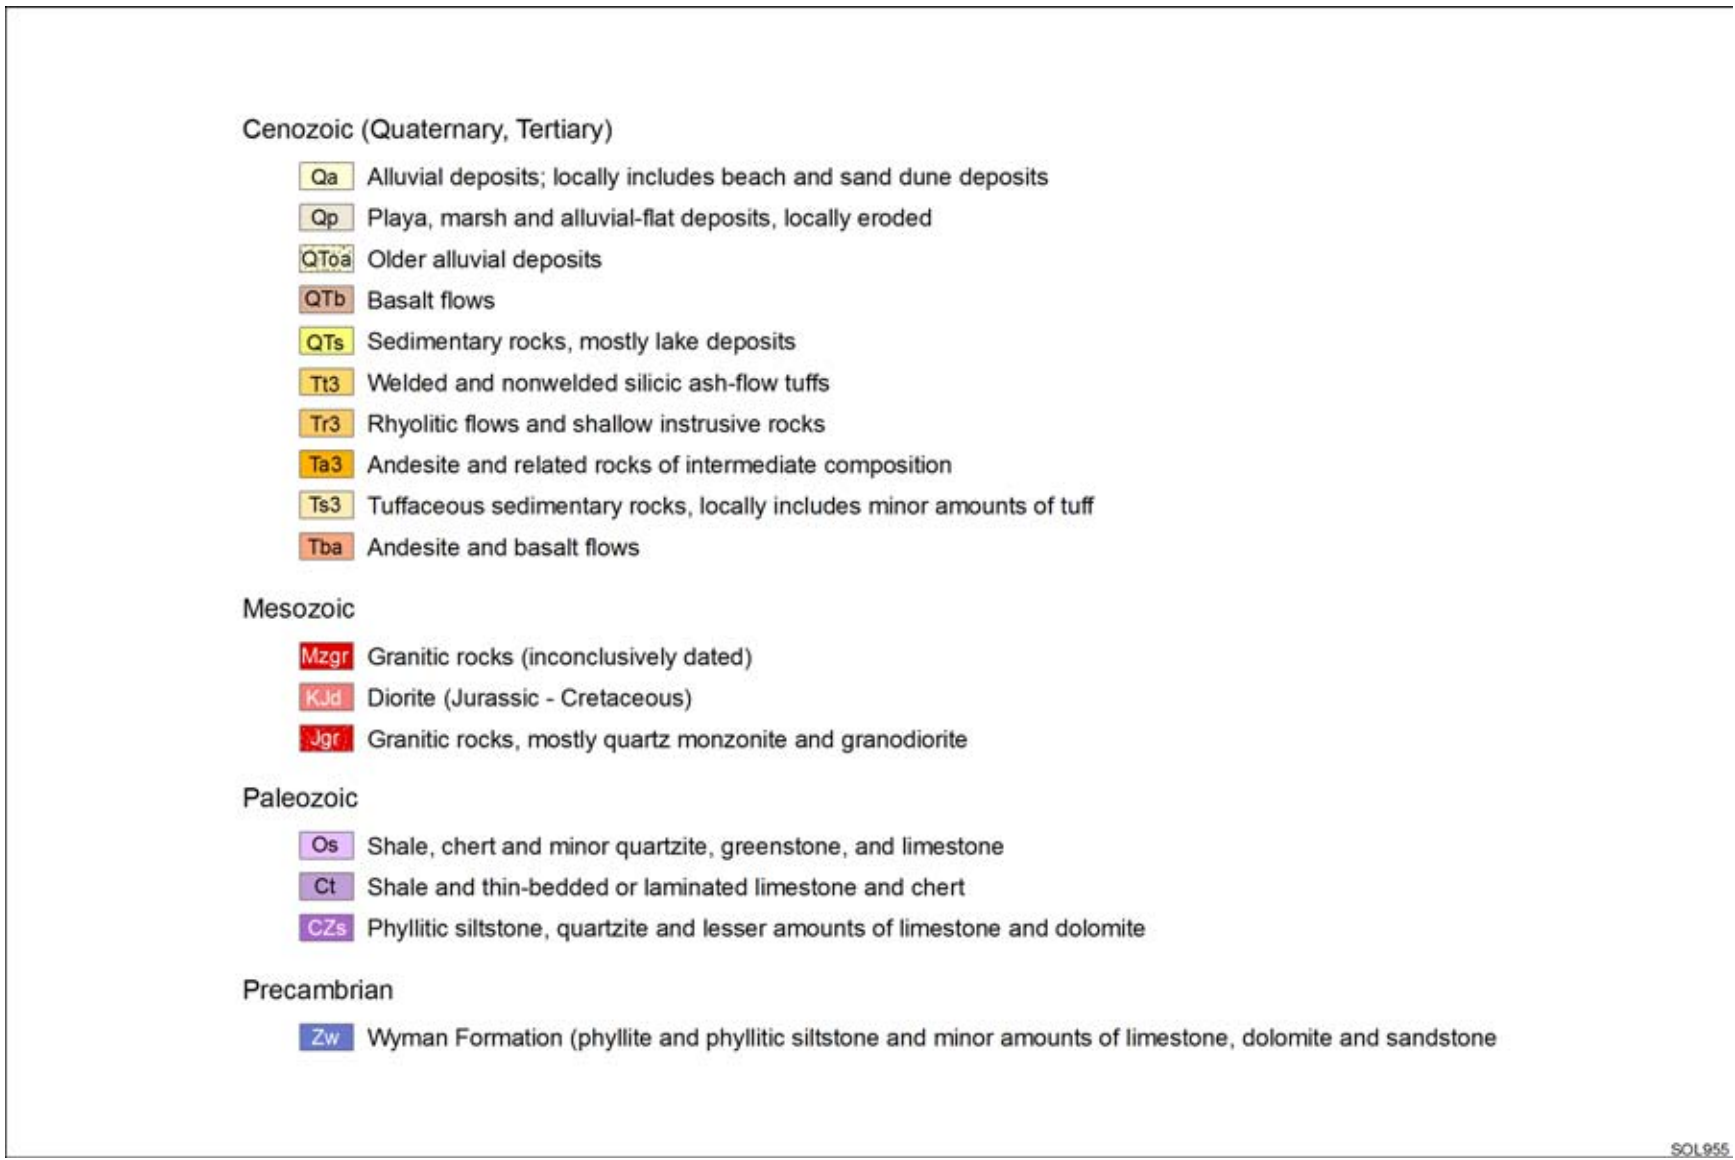 Cenozoic (Quaternary, Tertiary)
Qa Alluvial deposits; locally includes beach and sand dune deposits
Qp Playa, marsh and alluvial-flat deposits, locally eroded
QToa Older alluvial deposits
QTb Basalt flows
QTs Sedimentary rocks, mostly lake deposits
Tt3 Welded and nonwelded silicic ash-flow tuffs
Tr3 Rhyolitic flows and shallow instrusive rocks
Ta3 Andesite and related rocks of intermediate composition
Ts3 Tuffaceous sedimentary rocks, locally includes minor amounts of tuff
Tba Andesite and basalt flows
Mesozoic
Mzgr Granitic rocks (inconclusively dated)
KJd Diorite (Jurassic - Cretaceous)
Jgr Granitic rocks, mostly quartz monzonite and granodiorite
Paleozoic
Os Shale, chert and minor quartzite, greenstone, and limestone
Ct Shale and thin-bedded or laminated limestone and chert
CZs Phyllitic siltstone, quartzite and lesser amounts of limestone and dolomite
Precambrian
Zw Wyman Formation (phyllite and phyllitic siltstone and minor amounts of limestone, dolomite and sandstone
SOL955